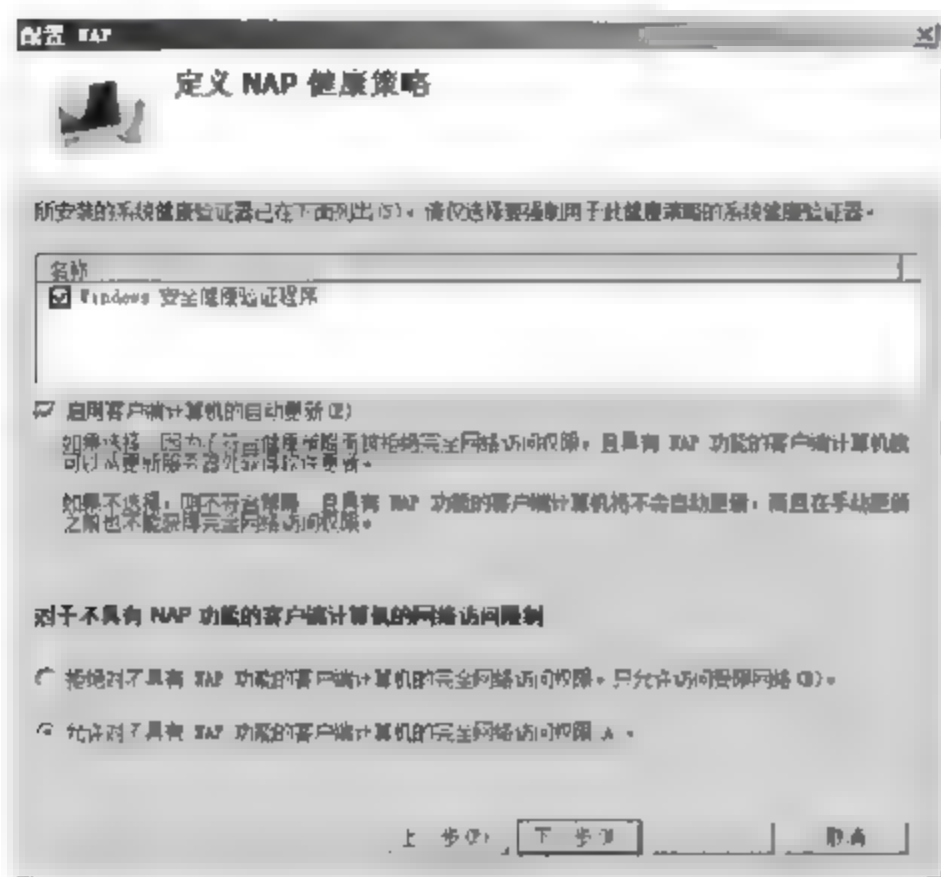 配置 NAP
定义 NAP 健康策略
所安装的系统健康验证器已在下面列出(S)。请仅选择要强制用于此健康策略的系统健康验证器。
名称
Windows 安全健康验证程序
启用客户端计算机的自动更新(E)
如果选择,因为不符合健康策略而被拒绝完全网络访问权限,且具有 NAP 功能的客户端计算机就
可以从更新服务器处获得软件更新。
如果不选择,则不符合策略,且具有 NAP 功能的客户端计算机将不会自动更新,而且在手动更新
之前也不能获得完全网络访问权限。
对于不具有 NAP 功能的客户端计算机的网络访问限制
拒绝对不具有 NAP 功能的客户端计算机的完全网络访问权限。只允许访问受限网络
允许对不具有 NAP 功能的客户端计算机的完全网络访问权限 A 。
上 步(P) 下 步 取消